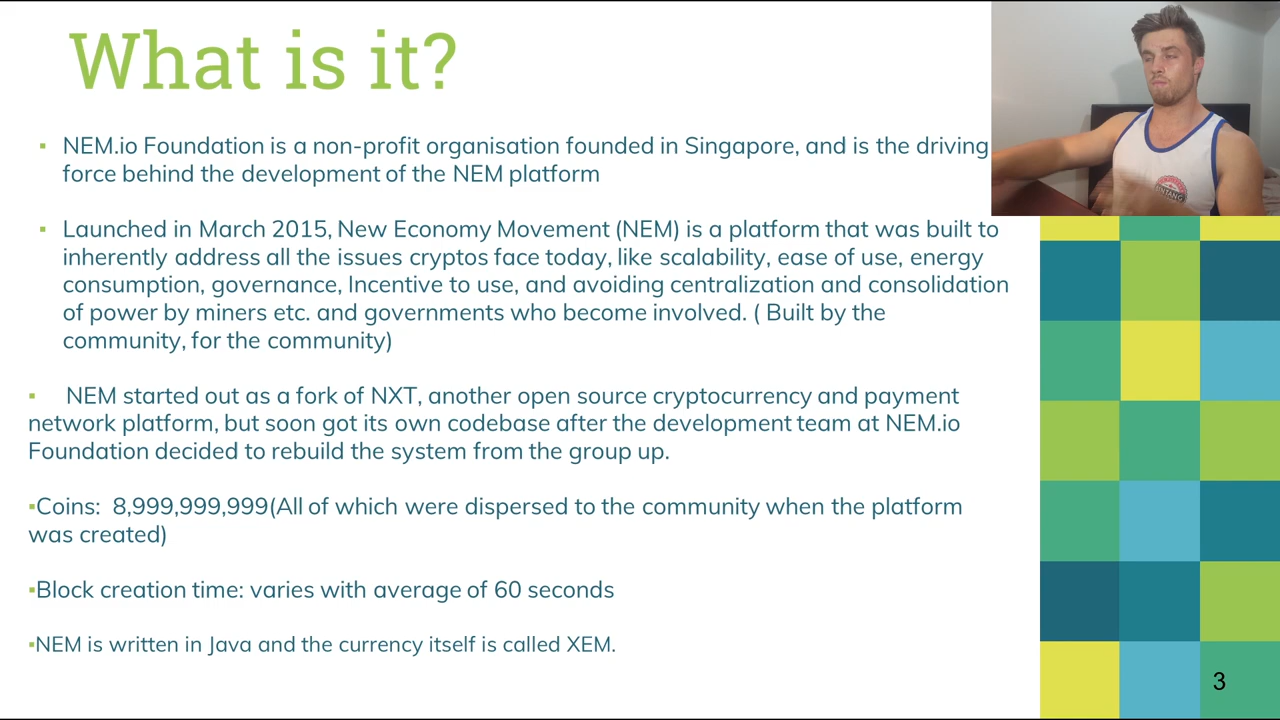 What is it?
▪ NEM.io Foundation is a non-profit organisation founded in Singapore, and is the driving
force behind the development of the NEM platform
▪ Launched in March 2015, New Economy Movement (NEM) is a platform that was built to
inherently address all the issues cryptos face today, like scalability, ease of use, energy
consumption, governance, Incentive to use, and avoiding centralization and consolidation
of power by miners etc. and governments who become involved. ( Built by the
community, for the community)
▪ NEM started out as a fork of NXT, another open source cryptocurrency and payment
network platform, but soon got its own codebase after the development team at NEM.io
Foundation decided to rebuild the system from the group up.
▪Coins: 8,999,999,999(All of which were dispersed to the community when the platform
was created)
▪Block creation time: varies with average of 60 seconds
▪NEM is written in Java and the currency itself is called XEM.
3
BINTANG